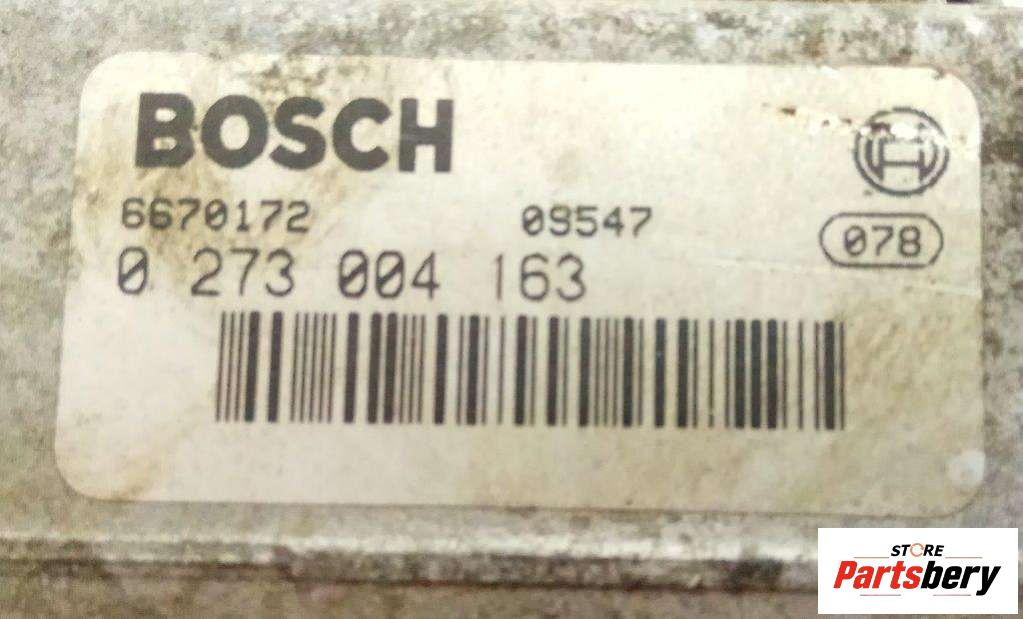 BOSCH
6670172 09547
078
0 273 004 163
STORE
Partsbery